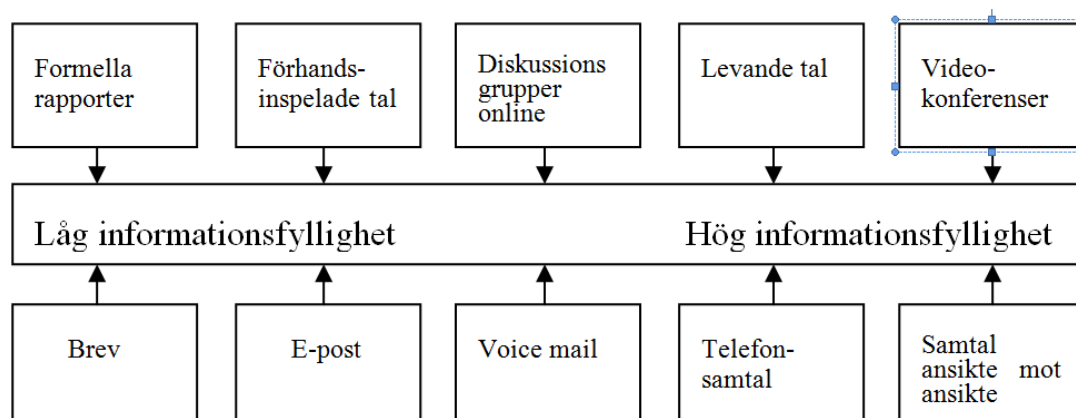 Formella
rapporter
Förhands-
inspelade tal
Diskussions
grupper
online
Levande tal
Video-
konferenser
Låg informationsfyllighet
Hög informationsfyllighet
Brev
E-post
Voice mail
Telefon-
samtal
Samtal
ansikte mot
ansikte